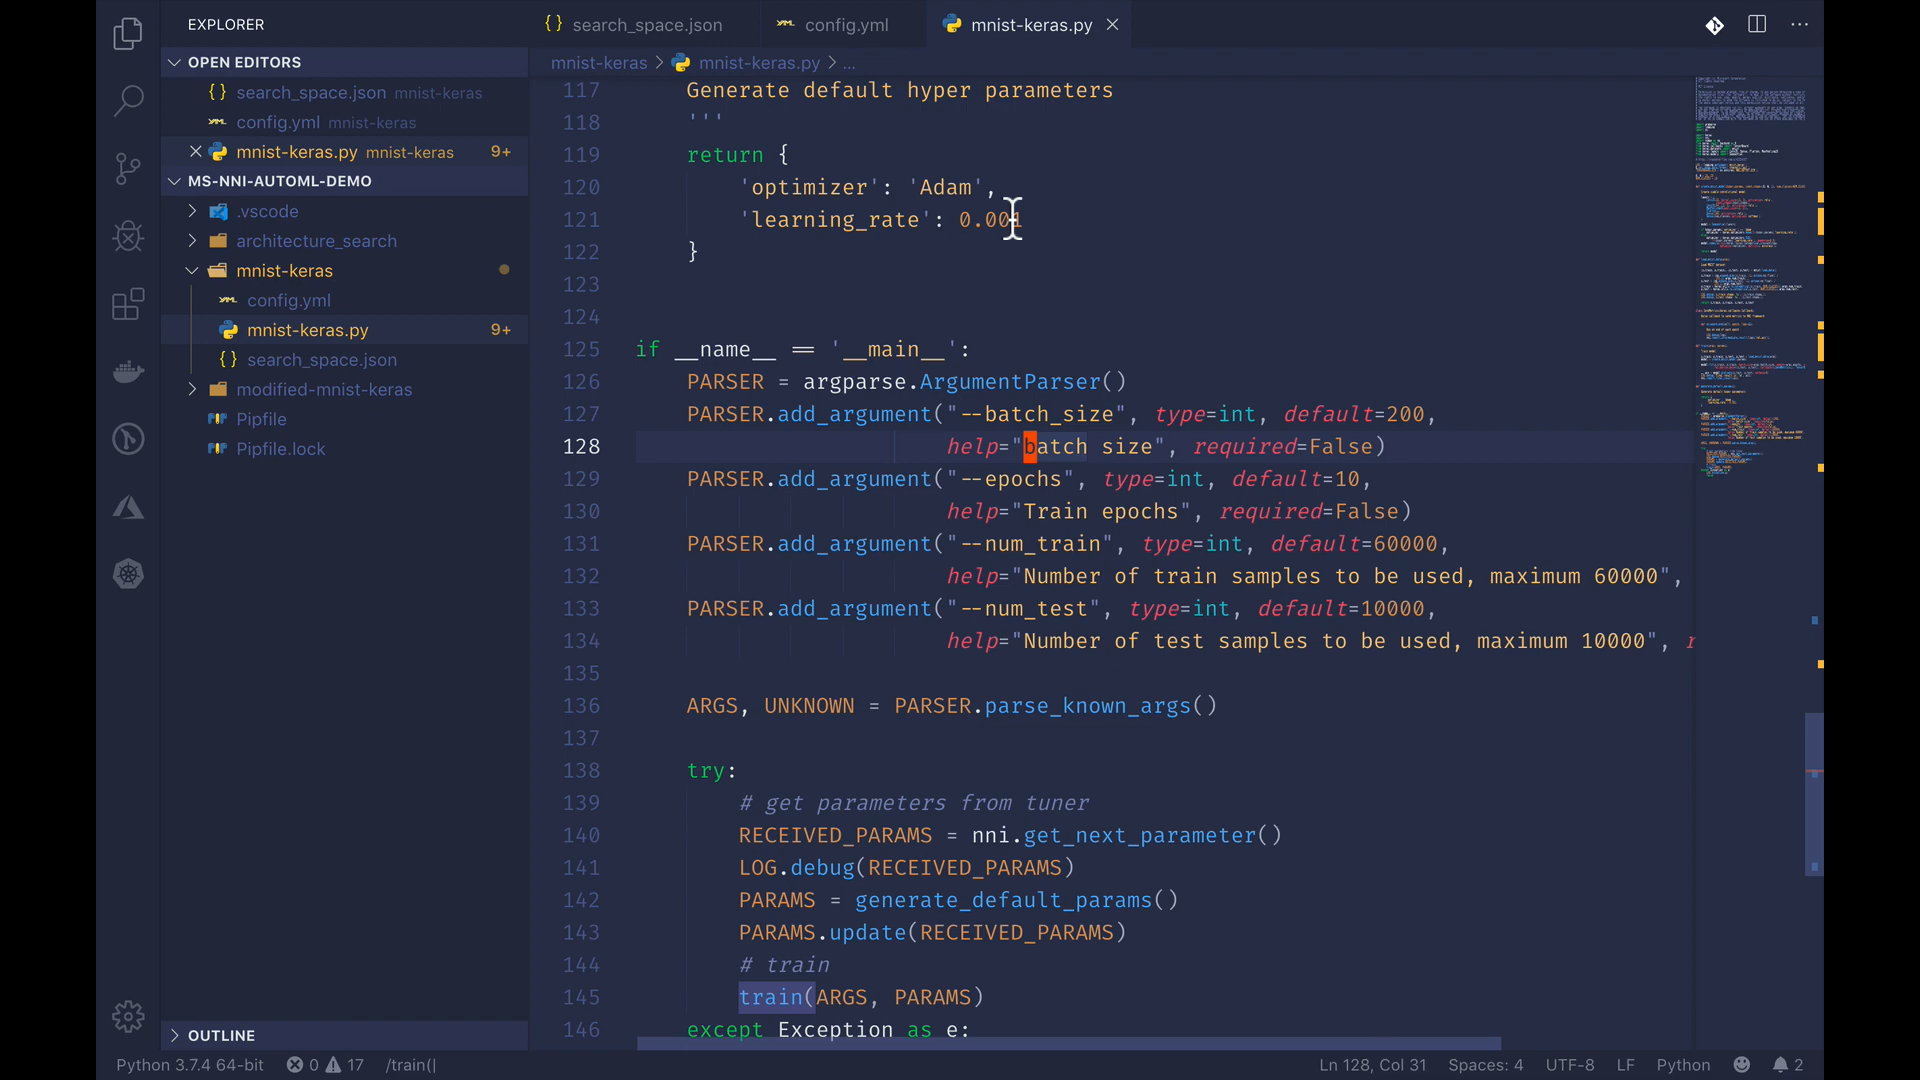 EXPLORER
OPEN EDITORS
search_space.json mnist-keras
config.yml mnist-keras
mnist-keras.py mnist-keras 9+
MS-NNI-AUTOML-DEMO
.vscode
architecture_search
mnist-keras
config.yml
mnist-keras.py 9+
search_space.json
modified-mnist-keras
Pipfile
Pipfile.lock
OUTLINE
search_space.json config.yml mnist-keras.py
mnist-keras > mnist-keras.py > ...
117 Generate default hyper parameters
118 '''
119 return {
120 'optimizer': 'Adam',
121 'learning_rate': 0.001
122 }
123
124
125 if __name__ == '__main__':
126 PARSER = argparse.ArgumentParser()
127 PARSER.add_argument("--batch_size", type=int, default=200,
128 help="batch size", required=False)
129 PARSER.add_argument("--epochs", type=int, default=10,
130 help="Train epochs", required=False)
131 PARSER.add_argument("--num_train", type=int, default=60000,
132 help="Number of train samples to be used, maximum 60000",
133 PARSER.add_argument("--num_test", type=int, default=10000,
134 help="Number of test samples to be used, maximum 10000", r
135
136 ARGS, UNKNOWN = PARSER.parse_known_args()
137
138 try:
139 # get parameters from tuner
140 RECEIVED_PARAMS = nni.get_next_parameter()
141 LOG.debug(RECEIVED_PARAMS)
142 PARAMS = generate_default_params()
143 PARAMS.update(RECEIVED_PARAMS)
144 # train
145 train(ARGS, PARAMS)
146 except Exception as e:
Python 3.7.4 64-bit 0 17 /train(| Ln 128, Col 31 Spaces: 4 UTF-8 LF Python 2